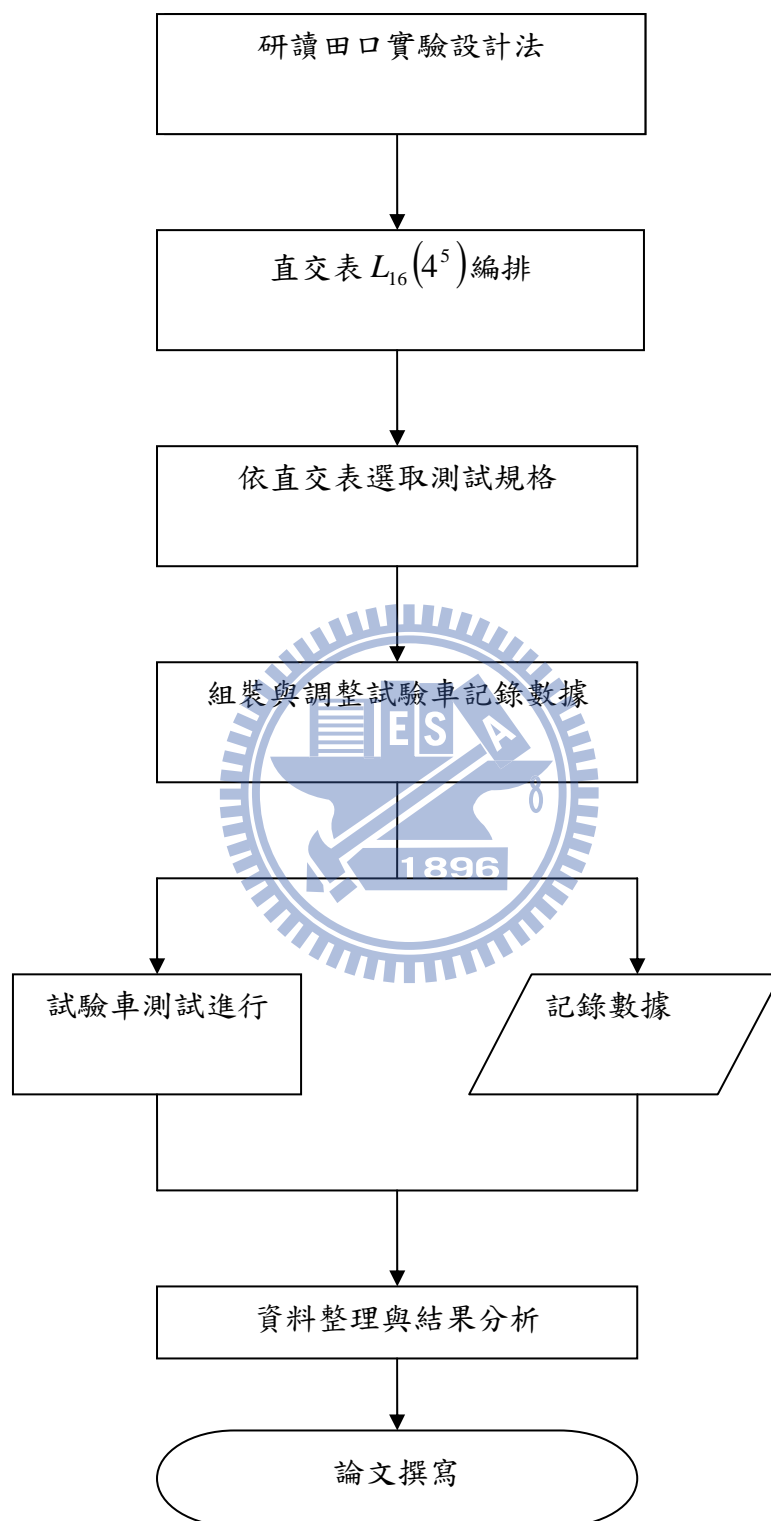 研讀田口實驗設計法
直交表 L₁₆(4⁵)編排
依直交表選取測試規格
組裝與調整試驗車記錄數據
E S A
1896
試驗車測試進行
記錄數據
資料整理與結果分析
論文撰寫